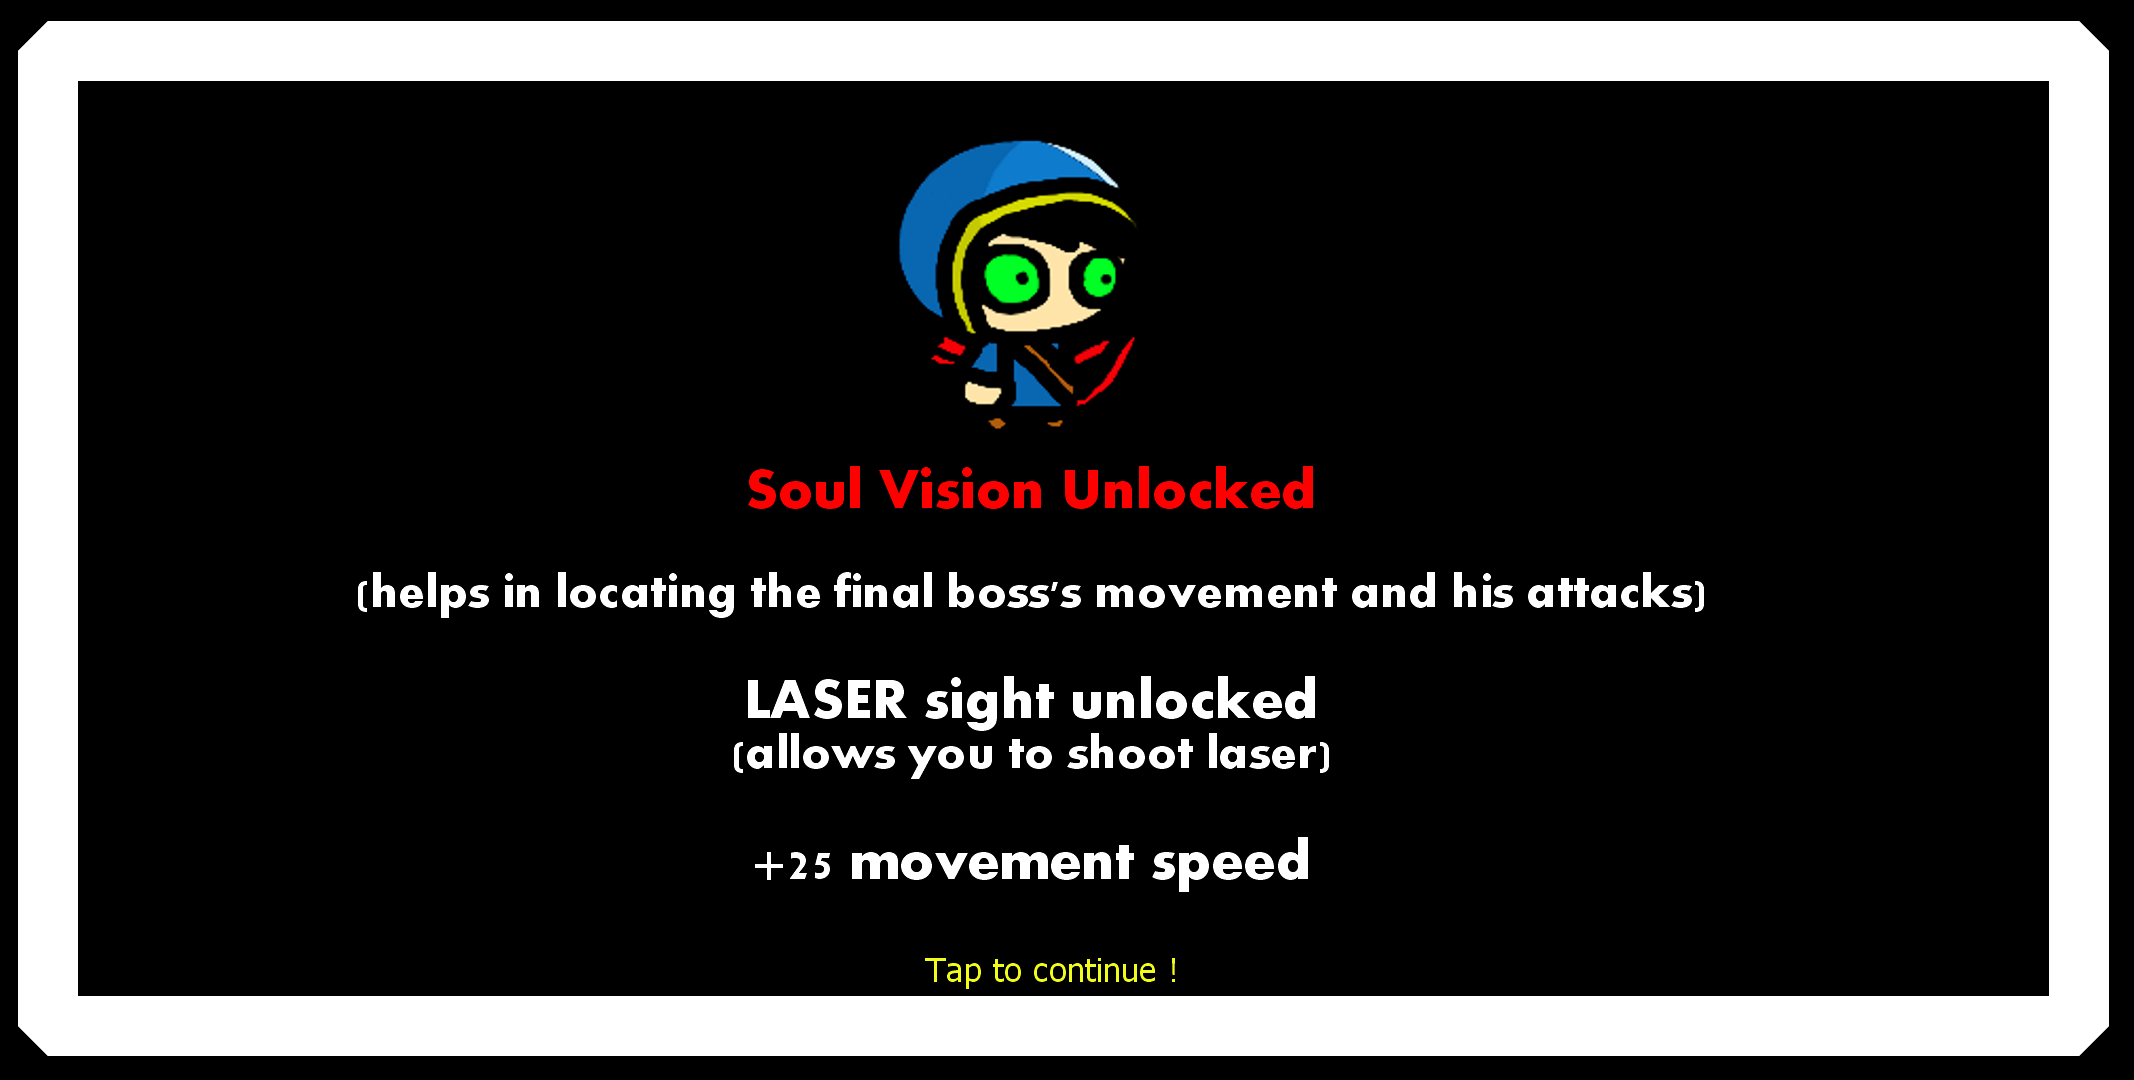 Soul Vision Unlocked
(helps in locating the final boss's movement and his attacks)
LASER sight unlocked
(allows you to shoot laser)
+25 movement speed
Tap to continue !